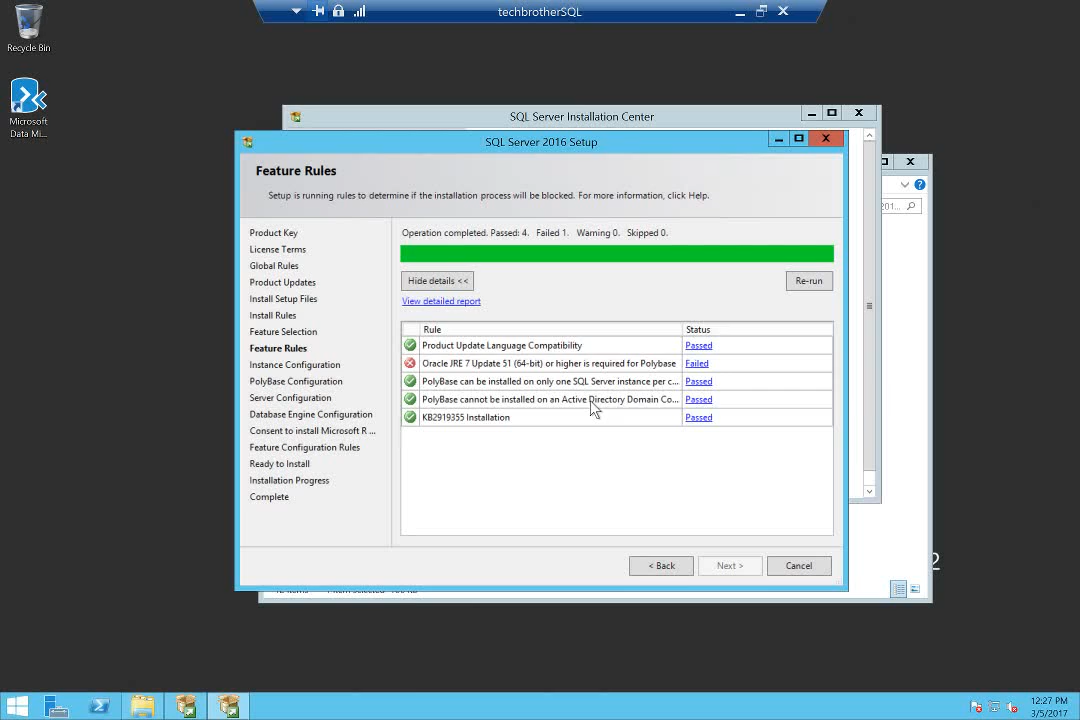 techbrotherSQL
Recycle Bin
Microsoft
Data Mi...
SQL Server Installation Center
SQL Server 2016 Setup
201...
Feature Rules
Setup is running rules to determine if the installation process will be blocked. For more information, click Help.
Product Key
License Terms
Global Rules
Product Updates
Install Setup Files
Install Rules
Feature Selection
Feature Rules
Instance Configuration
PolyBase Configuration
Server Configuration
Database Engine Configuration
Consent to install Microsoft R ...
Feature Configuration Rules
Ready to Install
Installation Progress
Complete
Operation completed. Passed: 4. Failed 1. Warning 0. Skipped 0.
Hide details <<
Re-run
View detailed report
Rule Status
Product Update Language Compatibility Passed
Oracle JRE 7 Update 51 (64-bit) or higher is required for Polybase Failed
PolyBase can be installed on only one SQL Server instance per c... Passed
PolyBase cannot be installed on an Active Directory Domain Co... Passed
KB2919355 Installation Passed
< Back
Next >
Cancel
2
12:27 PM
3/5/2017